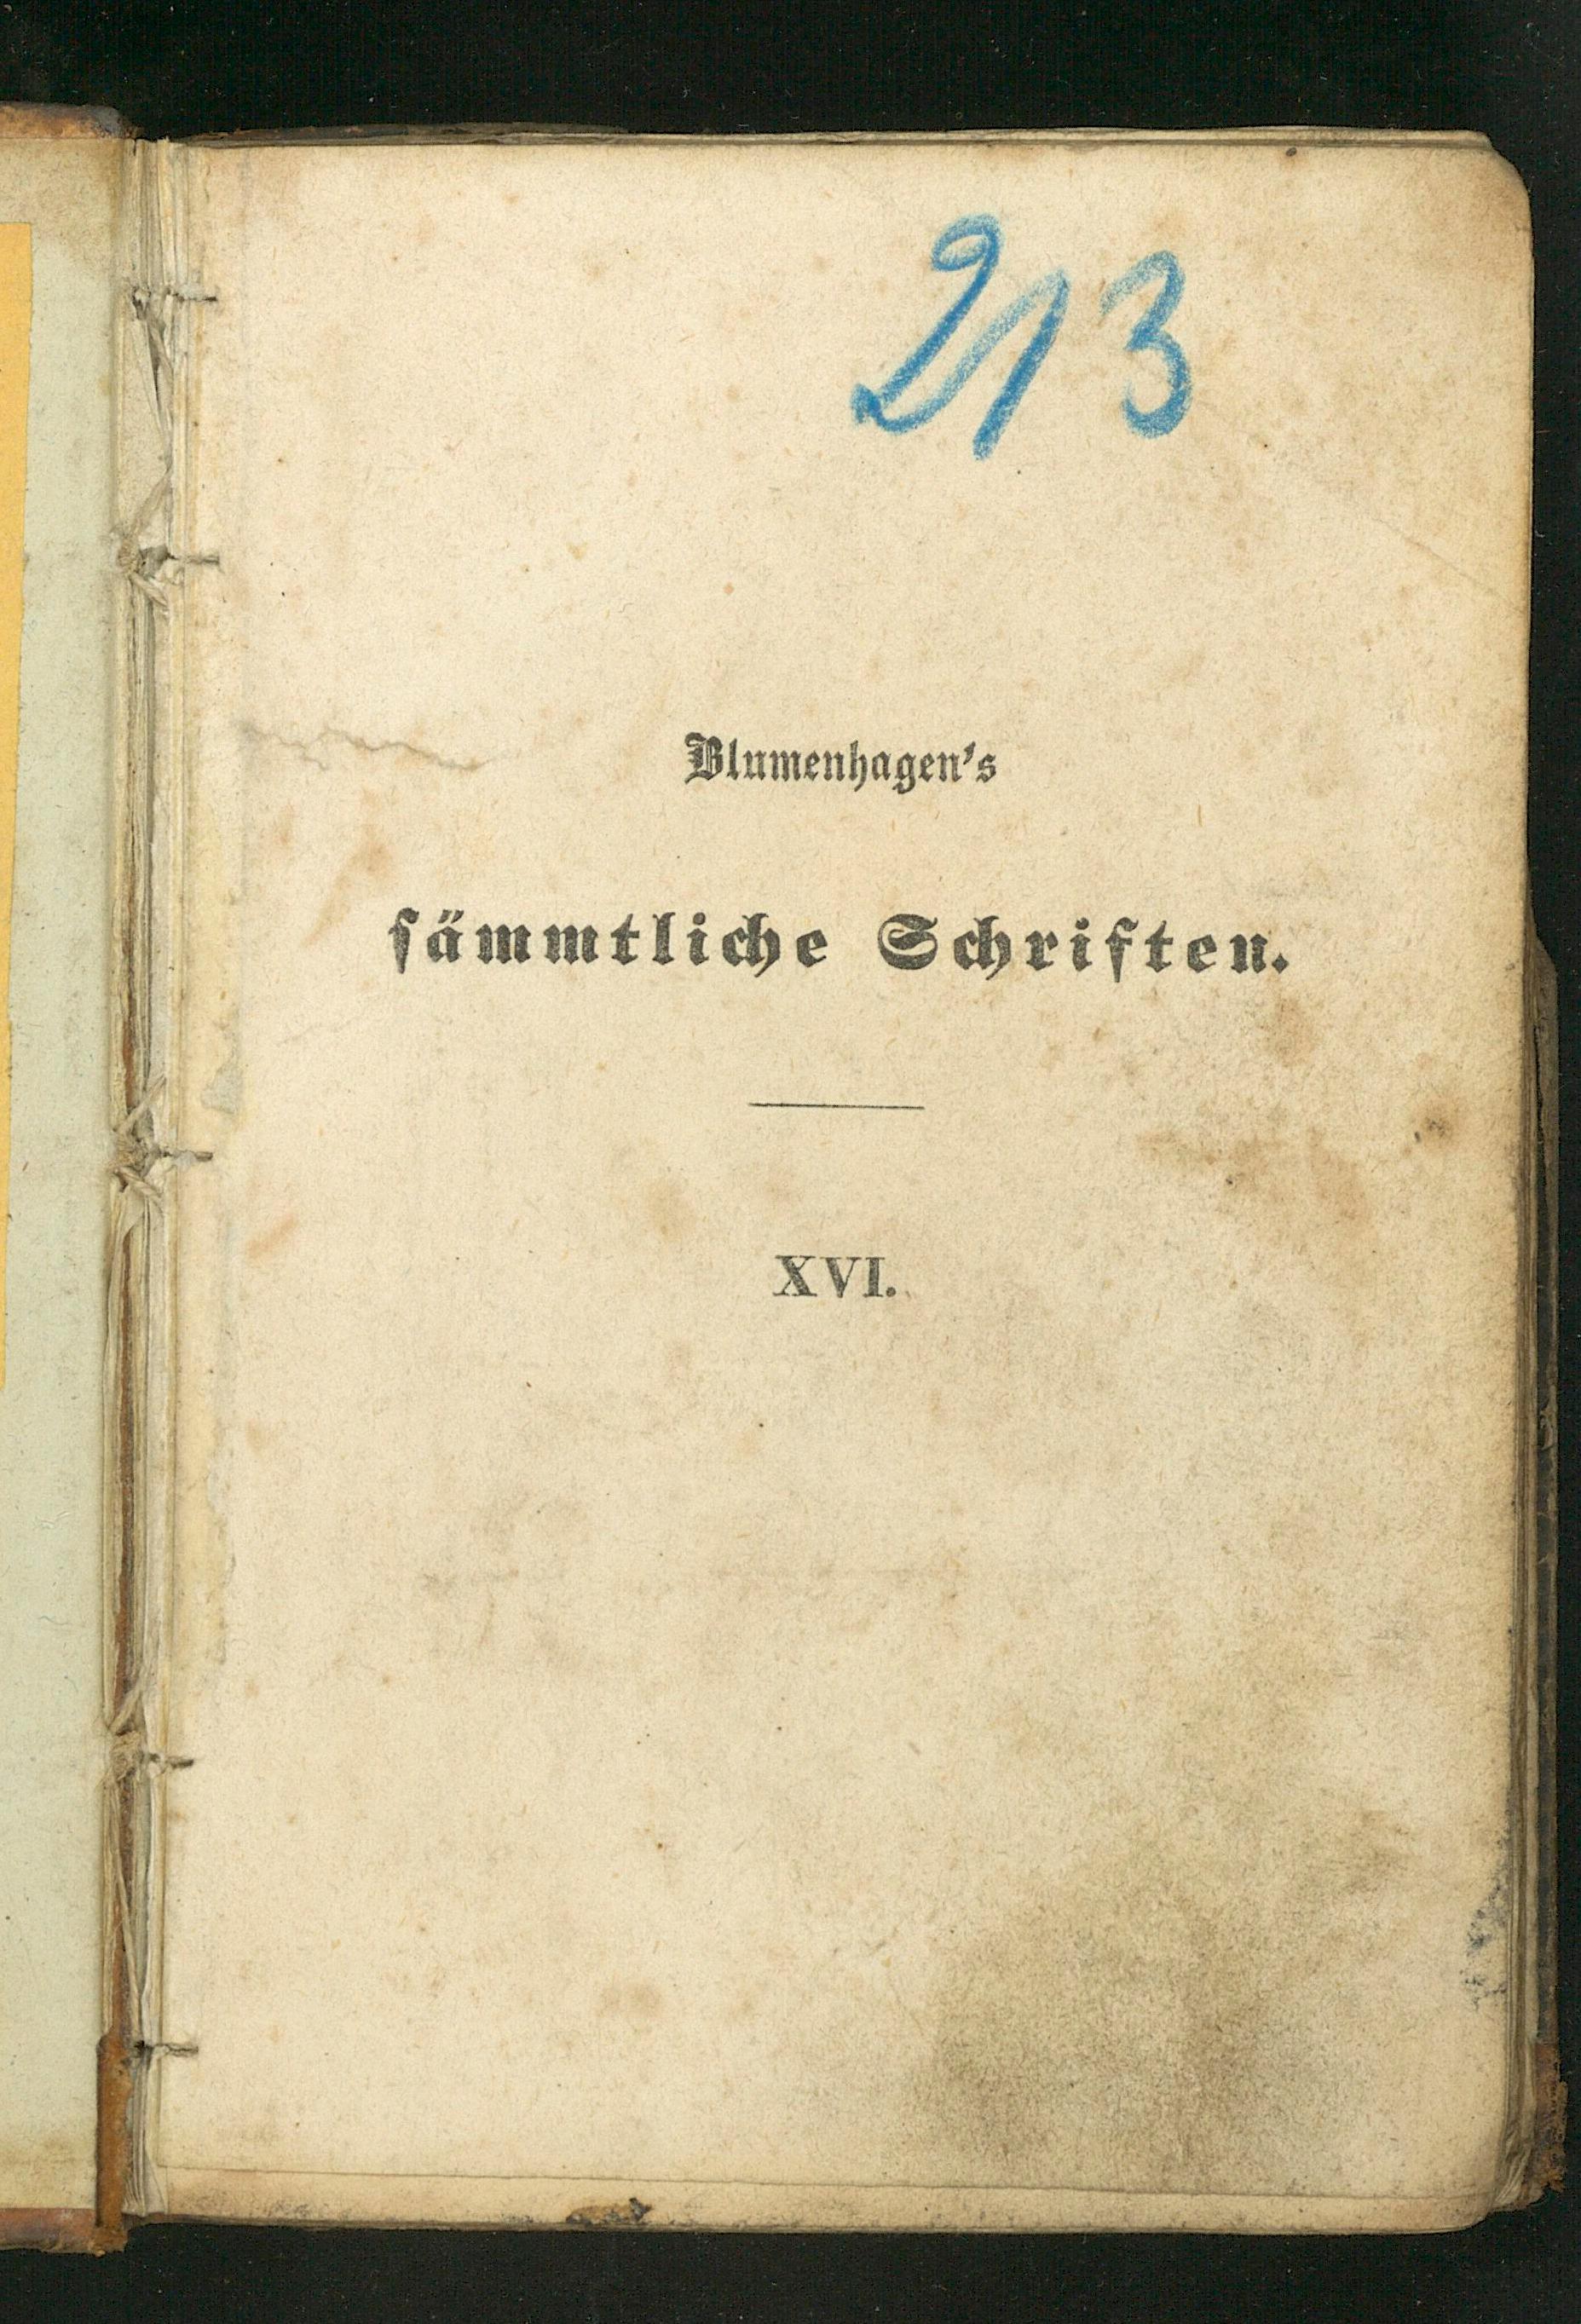 213
Blumenhagen's
sämmtliche Schriften.
XVI.